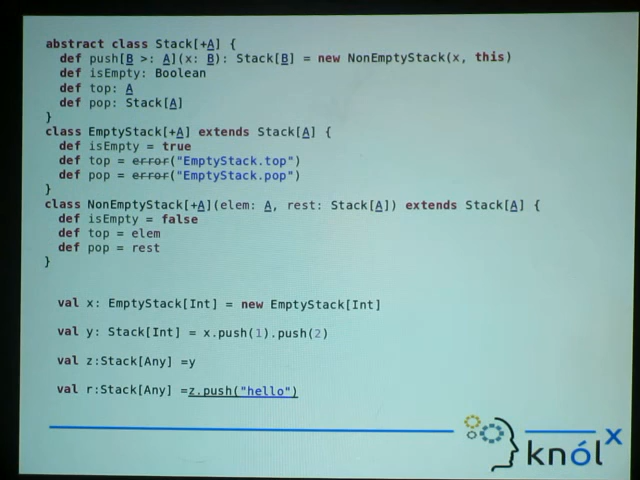 abstract class Stack[+A] {
def push[B >: A](x: B): Stack[B] = new NonEmptyStack(x, this)
def isEmpty: Boolean
def top: A
def pop: Stack[A]
}
class EmptyStack[+A] extends Stack[A] {
def isEmpty = true
def top = error("EmptyStack.top")
def pop = error("EmptyStack.pop")
}
class NonEmptyStack[+A](elem: A, rest: Stack[A]) extends Stack[A] {
def isEmpty = false
def top = elem
def pop = rest
}
val x: EmptyStack[Int] = new EmptyStack[Int]
val y: Stack[Int] = x.push(1).push(2)
val z:Stack[Any] =y
val r:Stack[Any] =z.push("hello")
knólx